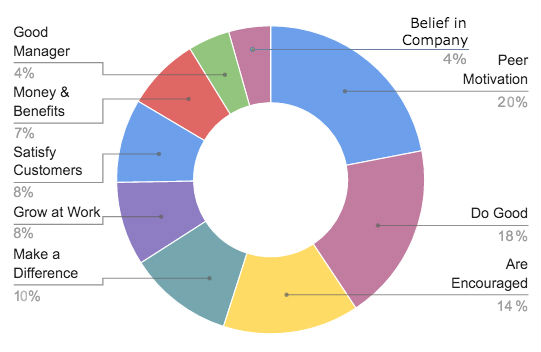 Belief in
Company
4%
Peer
Motivation
20%
Do Good
18%
Are
Encouraged
14%
Make a
Difference
10%
Grow at Work
8%
Satisfy
Customers
8%
Money &
Benefits
7%
Good
Manager
4%